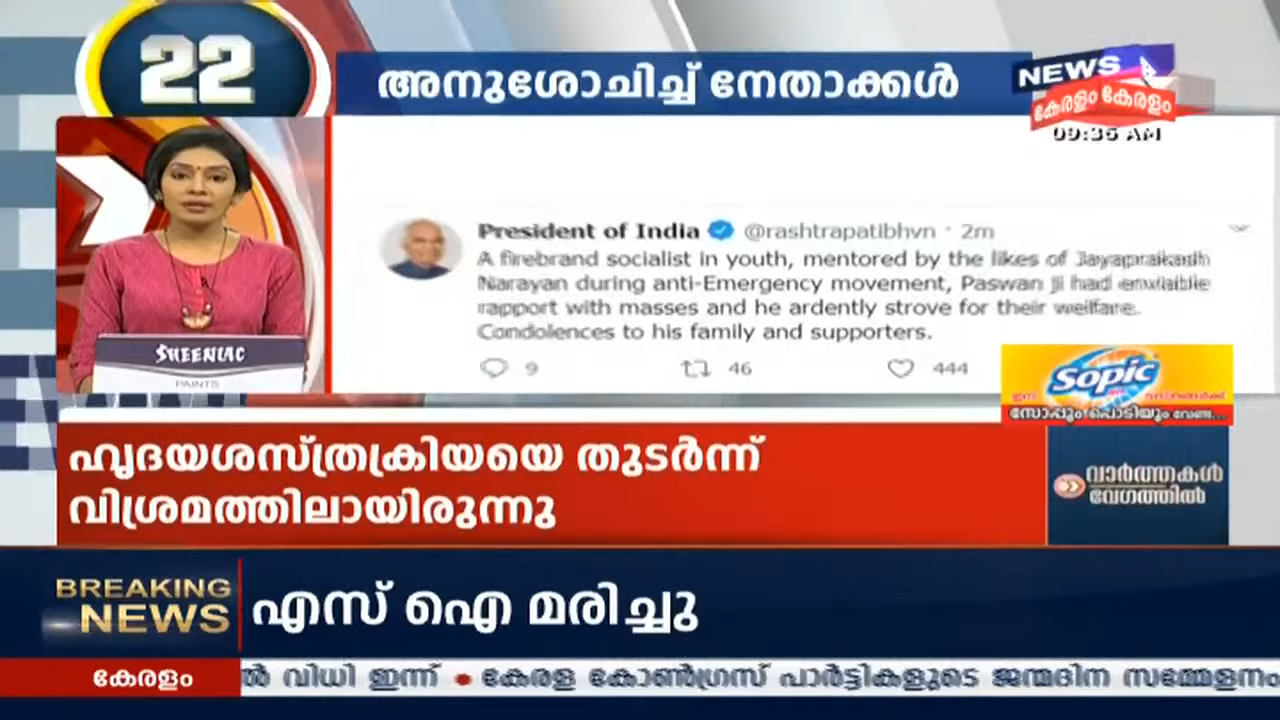 22
അനുശോചിച്ച് നേതാക്കൾ
NEWS
കേരളം കേരളം
09:36 AM
President of India @rashtrapatibhvn · 2m
A firebrand socialist in youth, mentored by the likes of Jayaprakash
Narayan during anti-Emergency movement, Paswan Ji had enviable
rapport with masses and he ardently strove for their welfare.
Condolences to his family and supporters.
9 46 444
SHEENLAC
PAINTS
Sopic
സോപ്പും പൊടിയും വേണ്ട...
ഹൃദയശസ്ത്രക്രിയയെ തുടർന്ന്
വിശ്രമത്തിലായിരുന്നു
വാർത്തകൾ
വേഗത്തിൽ
BREAKING
NEWS
എസ് ഐ മരിച്ചു
കേരളം
ൽ വിധി ഇന്ന് • കേരള കോൺഗ്രസ് പാർട്ടികളുടെ ജന്മദിന സമ്മേളനം